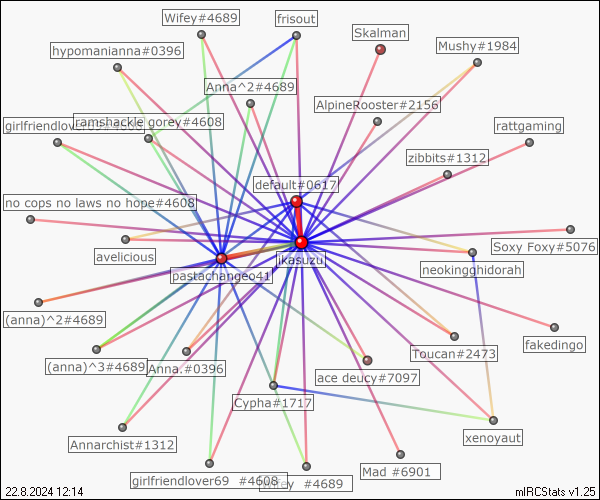 Wifey#4689
frisout
Skalman
hypomanianna#0396
Mushy#1984
Anna^2#4689
AlpineRooster#2156
girlfriendlover69#4608
ramshackle gorey#4608
rattgaming
zibbits#1312
default#0617
no cops no laws no hope#4608
Soxy Foxy#5076
avelicious
jkasuzu
neokingghidorah
pastachangeo41
(anna)^2#4689
fakedingo
Toucan#2473
(anna)^3#4689
Anna.#0396
ace deucy#7097
Cypha#1717
xenoyaut
Annarchist#1312
Mad #6901
girlfriendlover69 #4608
#4689
22.8.2024 12:14
mIRCStats v1.25